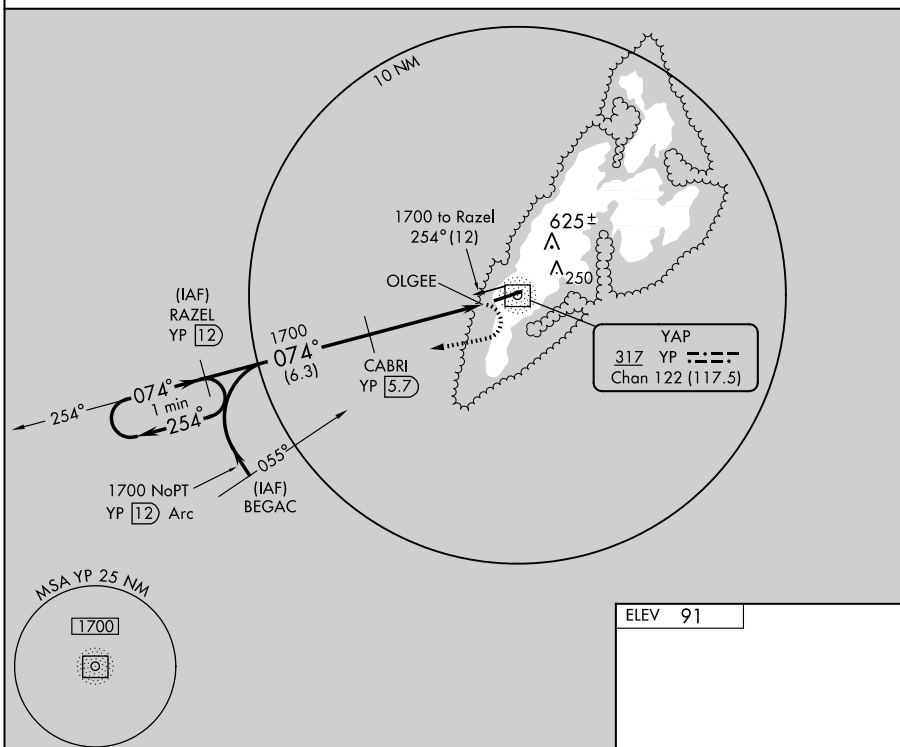 10 NM
625±
250
1700 to Razel
254° (12)
OLGEE
(IAF)
RAZEL
YP 12
1700
074°
(6.3)
CABRI
YP 5.7
YAP
317 YP
Chan 122 (117.5)
254°
074°
1 min
254°
055°
1700 NoPT
YP 12 Arc
(IAF)
BEGAC
MSA YP 25 NM
1700
ELEV 91